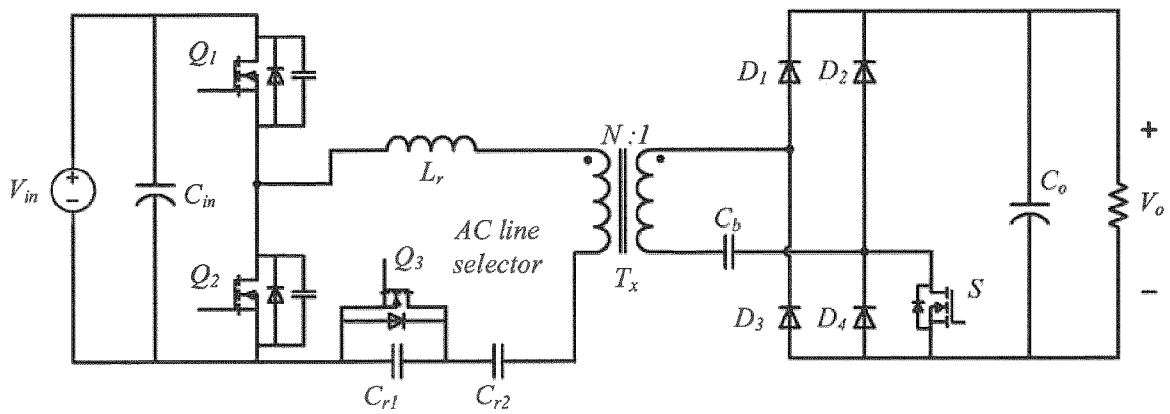 Q1
D1
D2
N:1
+
Lr
Vin
+
−
Cin
Co
Vo
AC line
selector
Cb
Q2
Q3
Tx
S
−
D3
D4
Cr1
Cr2